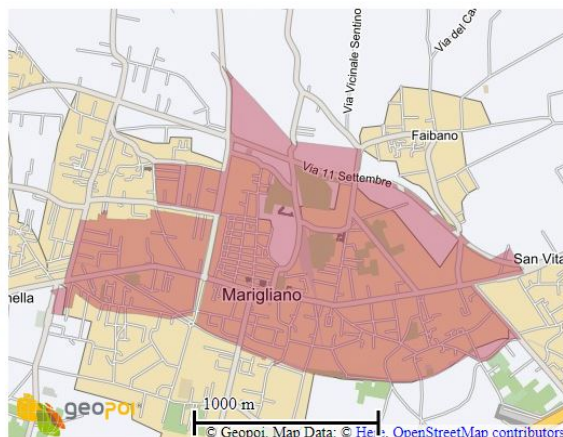 Via Vicinale Sentino
Via del Ca
Faibano
Via 11 Settembre
San Vita
nella
Marigliano
geopoi
1000 m
© Geopoi, Map Data: © Here, OpenStreetMap contributors